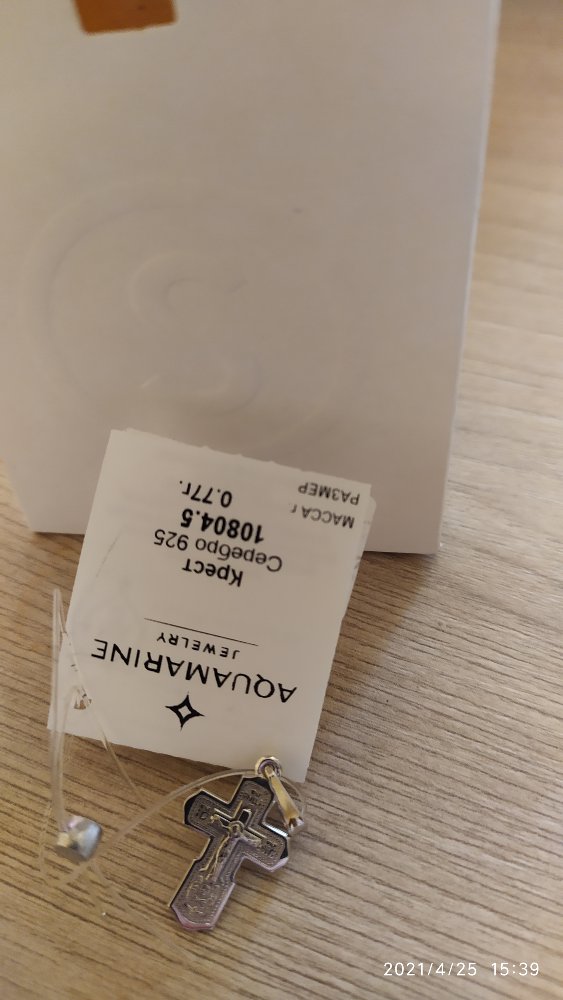 AQUAMARINE
JEWELRY
Крест
Серебро 925
10804.5
МАССА г 0.77г.
РАЗМЕР
S
2021/4/25 15:39